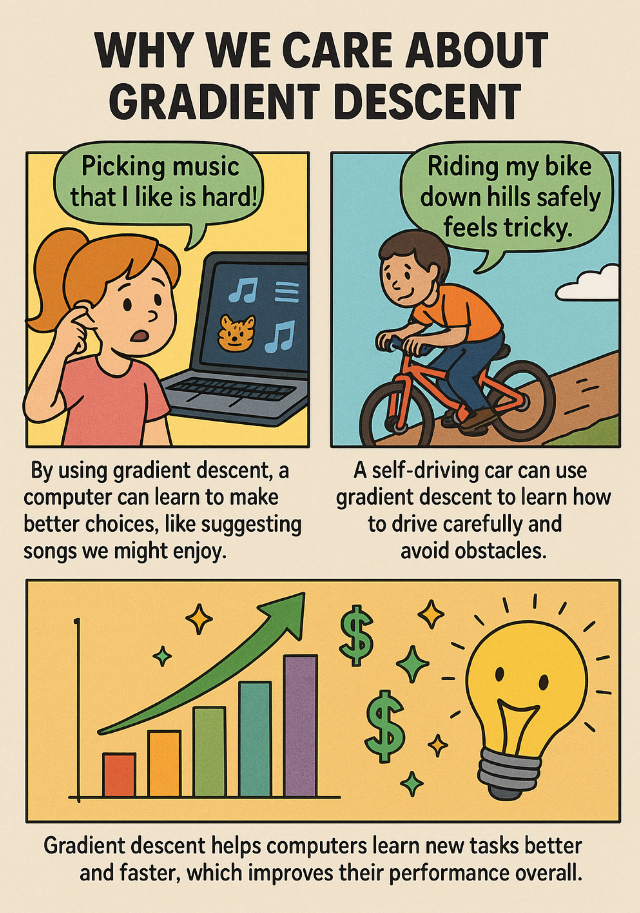 WHY WE CARE ABOUT
GRADIENT DESCENT
Picking music
that I like is hard!
Riding my bike
down hills safely
feels tricky.
By using gradient descent, a
computer can learn to make
better choices, like suggesting
songs we might enjoy.
A self-driving car can use
gradient descent to learn how
to drive carefully and
avoid obstacles.
Gradient descent helps computers learn new tasks better
and faster, which improves their performance overall.